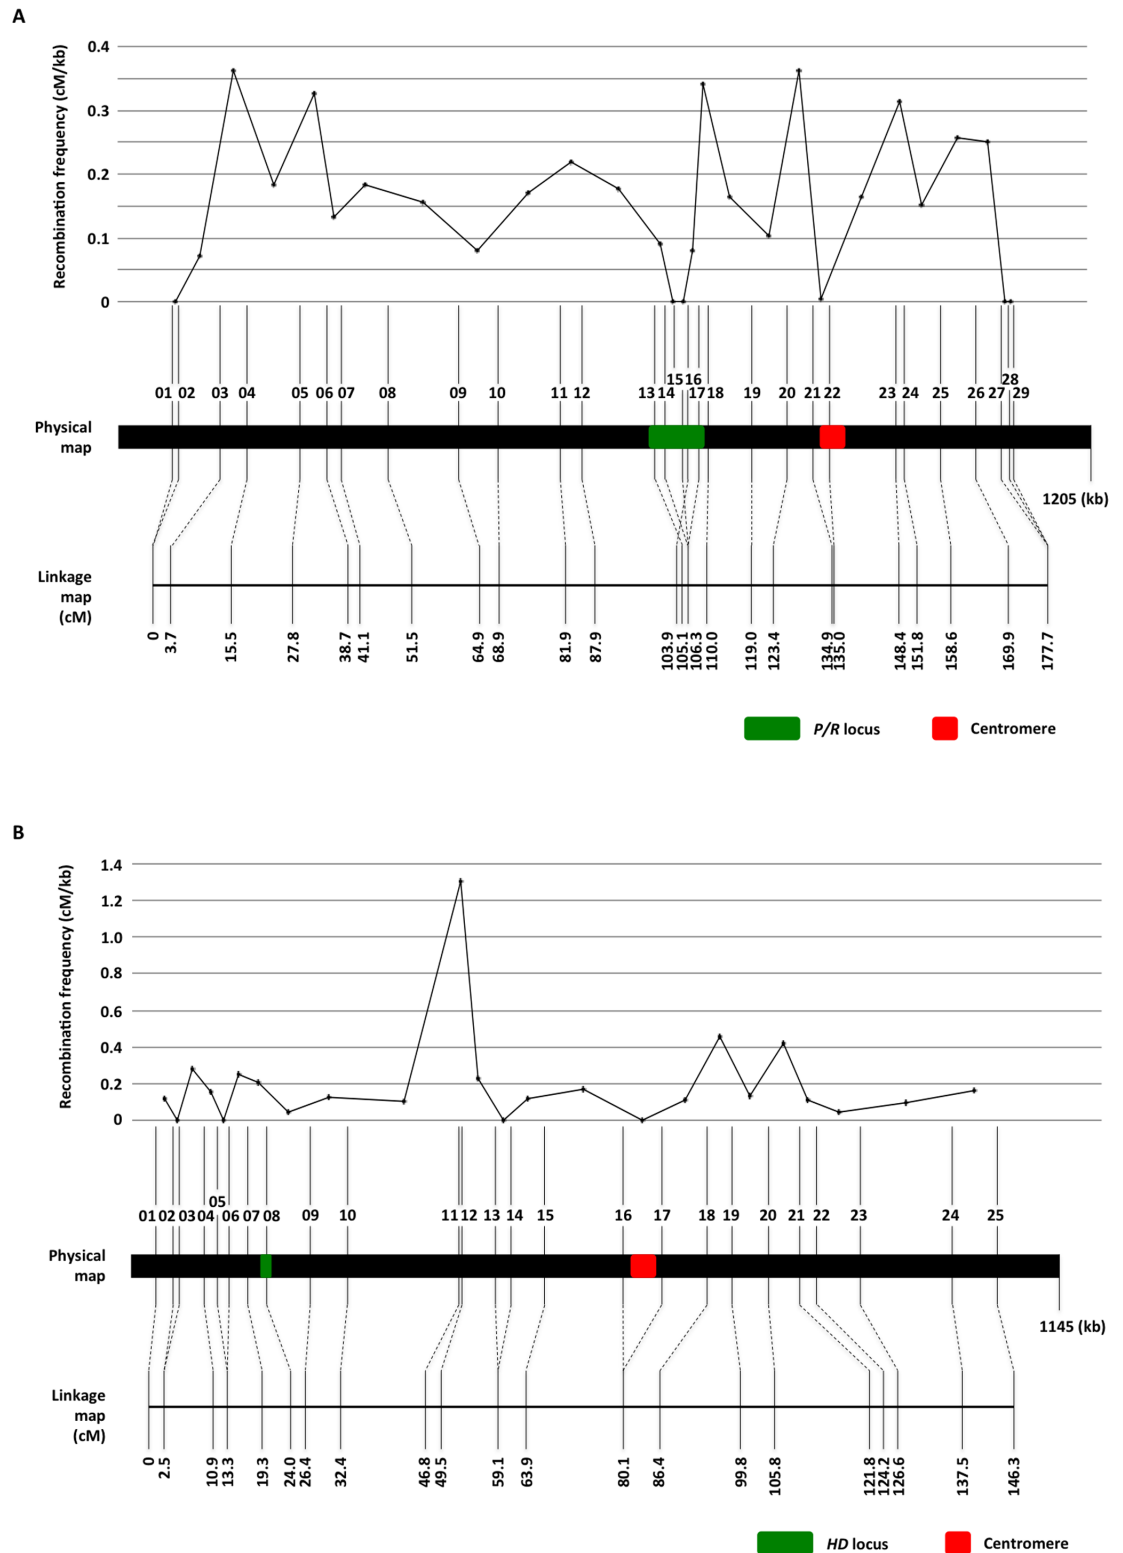 A
Recombination frequency (cM/kb)
0.4
0.3
0.2
0.1
0
01 02 03 04 05 06 07 08 09 10 11 12 13 14 15 16 17 18 19 20 21 22 23 24 25 26 27 28 29
Physical
map
1205 (kb)
Linkage
map
(cM)
0 3.7 15.5 27.8 38.7 41.1 51.5 64.9 68.9 81.9 87.9 103.9 105.1 106.3 110.0 119.0 123.4 134.9 135.0 148.4 151.8 158.6 169.9 177.7
P/R locus Centromere
B
Recombination frequency (cM/kb)
1.4
1.2
1.0
0.8
0.6
0.4
0.2
0
01 02 03 04 05 06 07 08 09 10 11 12 13 14 15 16 17 18 19 20 21 22 23 24 25
Physical
map
1145 (kb)
Linkage
map
(cM)
0 2.5 10.9 13.3 19.3 24.0 26.4 32.4 46.8 49.5 59.1 63.9 80.1 86.4 99.8 105.8 121.8 124.2 126.6 137.5 146.3
HD locus Centromere